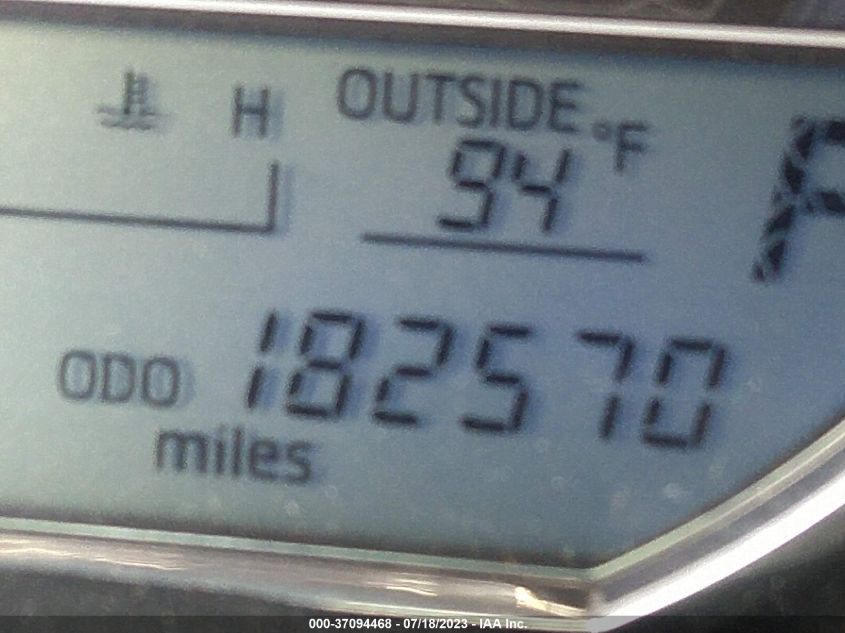 H OUTSIDE °F
94 P
ODO 182570
miles
000-37094468 - 07/18/2023 - IAA Inc.